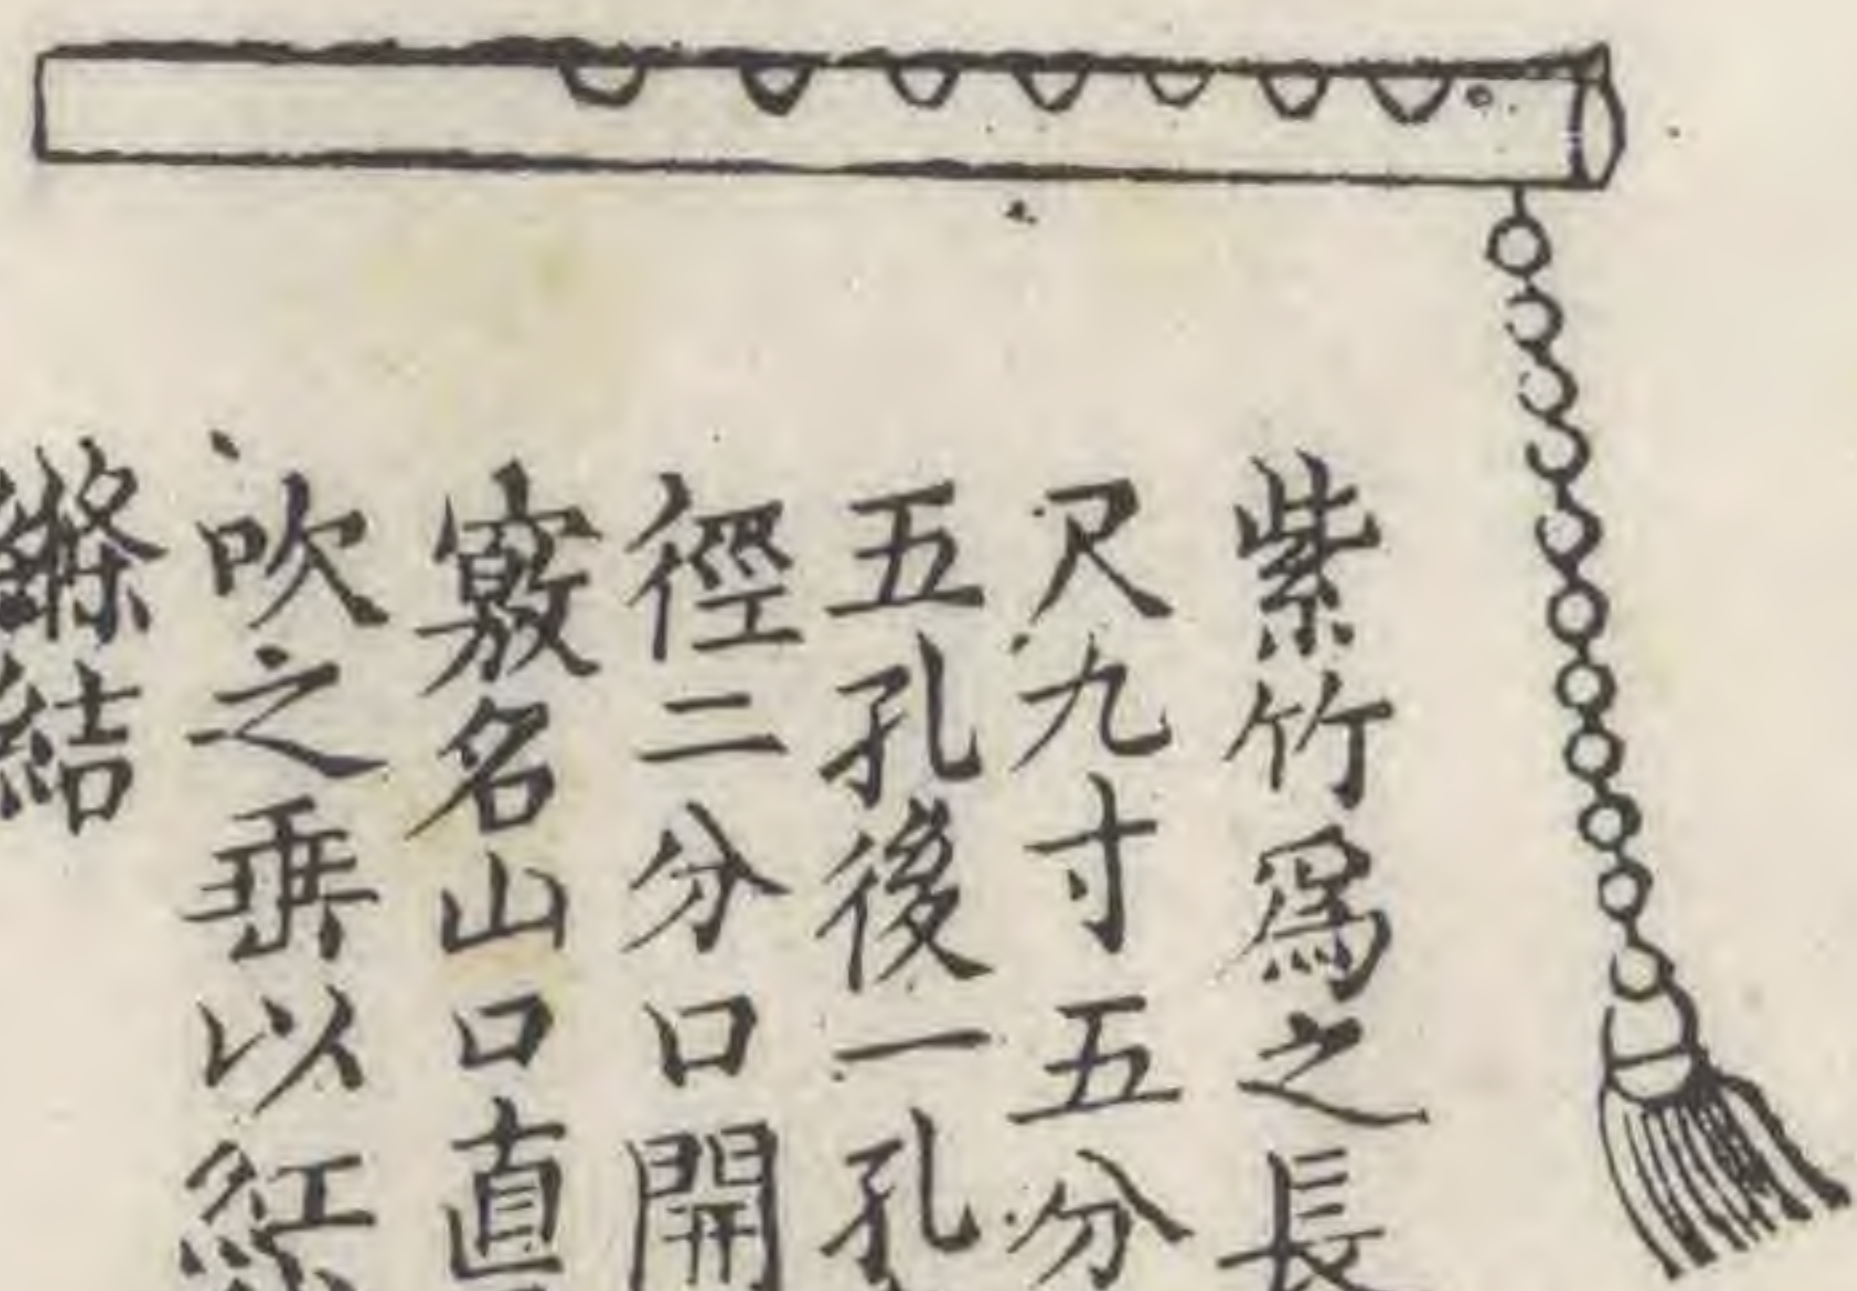 紫竹爲之長
尺九寸五分
五孔後一孔
徑二分口開
竅名山口直
吹之垂以紅
縧結